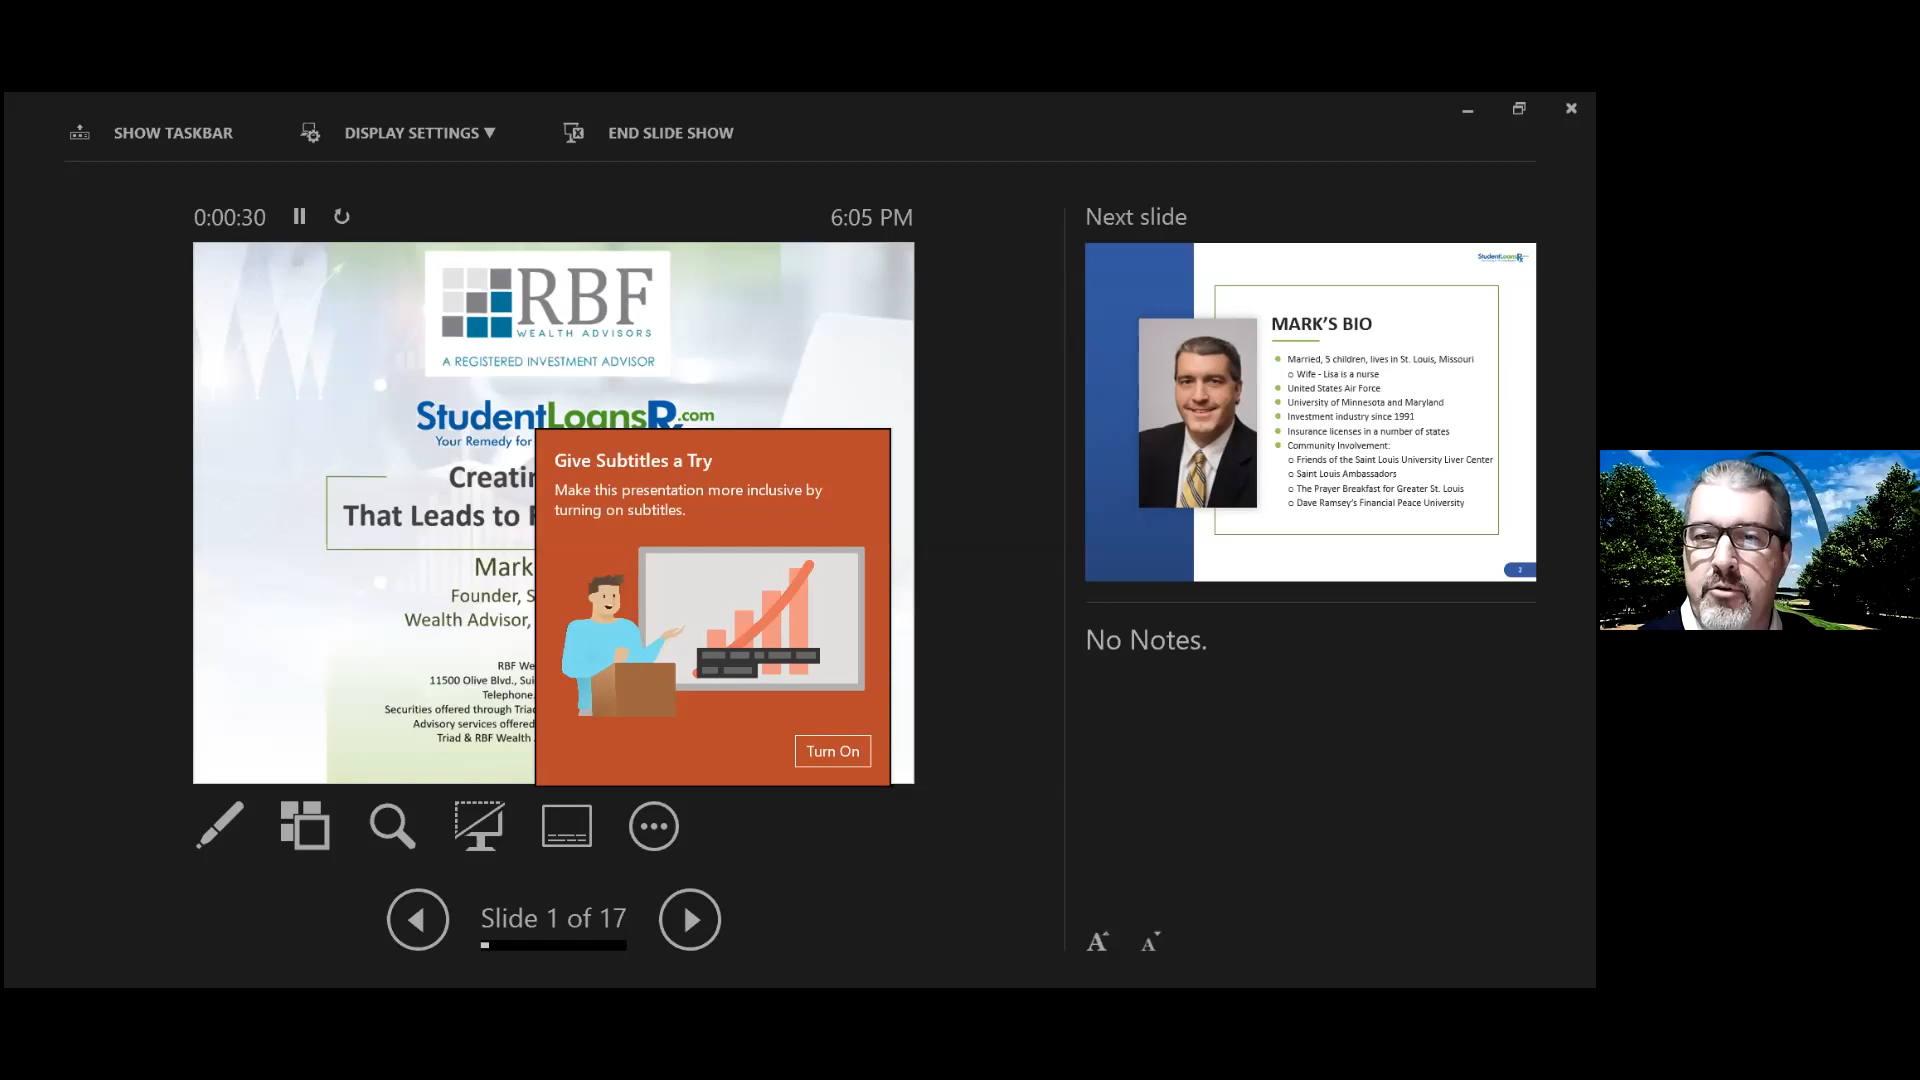 SHOW TASKBAR
DISPLAY SETTINGS ▼
END SLIDE SHOW
0:00:30
6:05 PM
RBF
WEALTH ADVISORS
A REGISTERED INVESTMENT ADVISOR
StudentLoansRx.com
Your Remedy for
Creatin
That Leads to
Mark
Founder, S
Wealth Advisor,
RBF We
11500 Olive Blvd., Sui
Telephone.
Securities offered through Triad
Advisory services offered
Triad & RBF Wealth
Give Subtitles a Try
Make this presentation more inclusive by
turning on subtitles.
Turn On
Slide 1 of 17
Next slide
StudentLoansRx
MARK'S BIO
Married, 5 children, lives in St. Louis, Missouri
o Wife - Lisa is a nurse
United States Air Force
University of Minnesota and Maryland
Investment industry since 1991
Insurance licenses in a number of states
Community Involvement:
o Friends of the Saint Louis University Liver Center
o Saint Louis Ambassadors
o The Prayer Breakfast for Greater St. Louis
o Dave Ramsey's Financial Peace University
2
No Notes.
A A